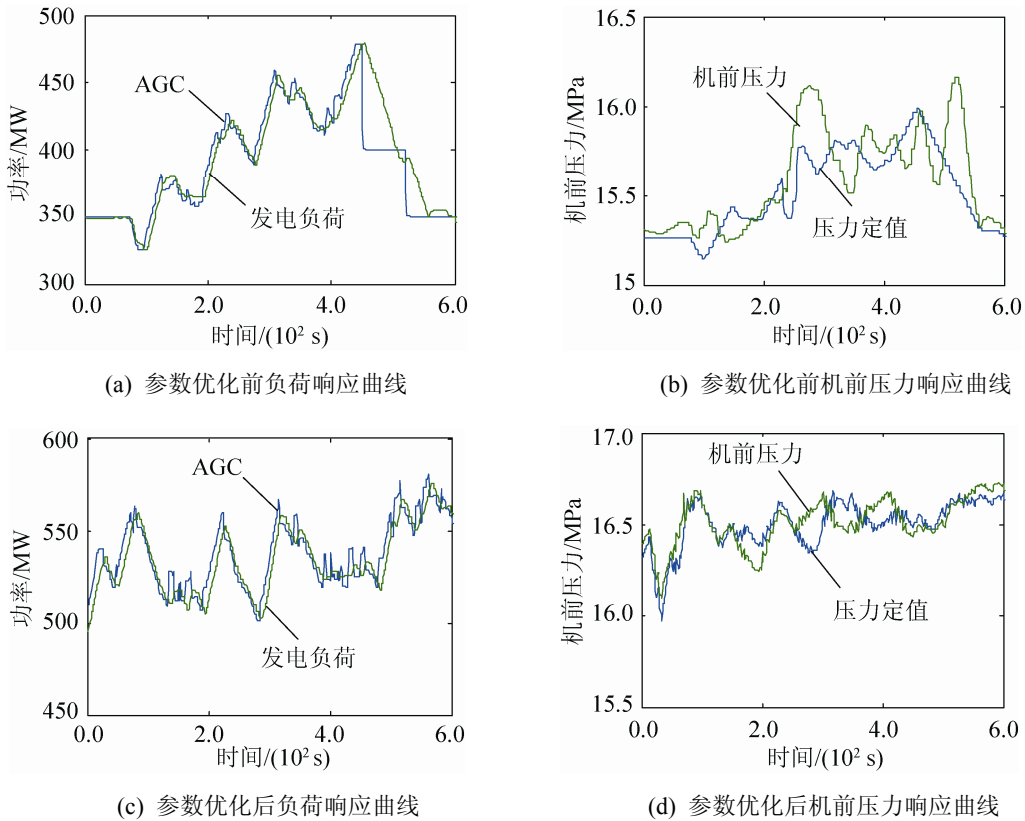 500
450
400
350
300
功率/MW
AGC
发电负荷
0.0 2.0 4.0 6.0
时间/(10² s)
(a) 参数优化前负荷响应曲线
16.5
16.0
15.5
15
机前压力/MPa
机前压力
压力定值
0.0 2.0 4.0 6.0
时间/(10² s)
(b) 参数优化前机前压力响应曲线
600
550
500
450
功率/MW
AGC
发电负荷
0.0 2.0 4.0 6.0
时间/(10² s)
(c) 参数优化后负荷响应曲线
17.0
16.5
16.0
15.5
机前压力/MPa
机前压力
压力定值
0.0 2.0 4.0 6.0
时间/(10² s)
(d) 参数优化后机前压力响应曲线